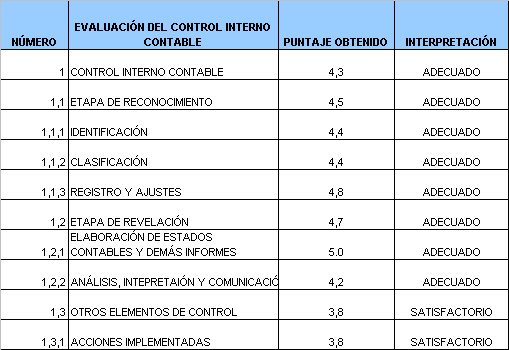 NÚMERO EVALUACIÓN DEL CONTROL INTERNO CONTABLE PUNTAJE OBTENIDO INTERPRETACIÓN
1 CONTROL INTERNO CONTABLE 4,3 ADECUADO
1,1 ETAPA DE RECONOCIMIENTO 4,5 ADECUADO
1,1,1 IDENTIFICACIÓN 4,4 ADECUADO
1,1,2 CLASIFICACIÓN 4,4 ADECUADO
1,1,3 REGISTRO Y AJUSTES 4,8 ADECUADO
1,2 ETAPA DE REVELACIÓN 4,7 ADECUADO
ELABORACIÓN DE ESTADOS
1,2,1 CONTABLES Y DEMÁS INFORMES 5.0 ADECUADO
1,2,2 ANÁLISIS, INTEPRETAIÓN Y COMUNICACIÓ 4,2 ADECUADO
1,3 OTROS ELEMENTOS DE CONTROL 3,8 SATISFACTORIO
1,3,1 ACCIONES IMPLEMENTADAS 3,8 SATISFACTORIO